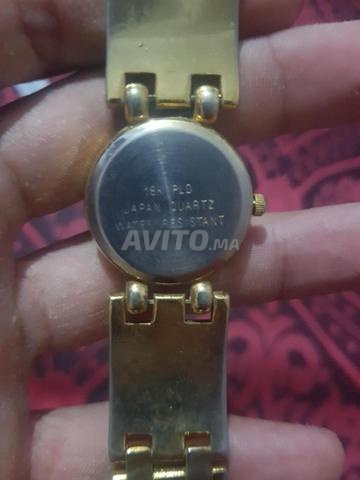 18K PLD
JAPAN QUARTZ
WATER RESISTANT
AVITO.MA